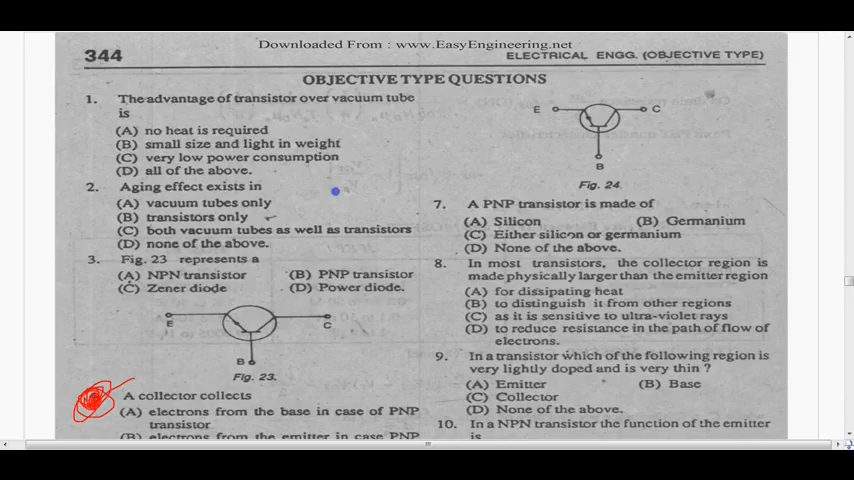 Downloaded From : www.EasyEngineering.net
344
ELECTRICAL ENGG. (OBJECTIVE TYPE)
OBJECTIVE TYPE QUESTIONS
1. The advantage of transistor over vacuum tube
is
(A) no heat is required
(B) small size and light in weight
(C) very low power consumption
(D) all of the above.
2. Aging effect exists in
(A) vacuum tubes only
(B) transistors only
(C) both vacuum tubes as well as transistors
(D) none of the above.
3. Fig. 23 represents a
(A) NPN transistor (B) PNP transistor
(C) Zener diode (D) Power diode.
E C
B
Fig. 23.
A collector collects
(A) electrons from the base in case of PNP
transistor
(B) electrons from the emitter in case PNP
E C
B
Fig. 24.
7. A PNP transistor is made of
(A) Silicon (B) Germanium
(C) Either silicon or germanium
(D) None of the above.
8. In most transistors, the collector region is
made physically larger than the emitter region
(A) for dissipating heat
(B) to distinguish it from other regions
(C) as it is sensitive to ultra-violet rays
(D) to reduce resistance in the path of flow of
electrons.
9. In a transistor which of the following region is
very lightly doped and is very thin ?
(A) Emitter (B) Base
(C) Collector
(D) None of the above.
10. In a NPN transistor the function of the emitter
is